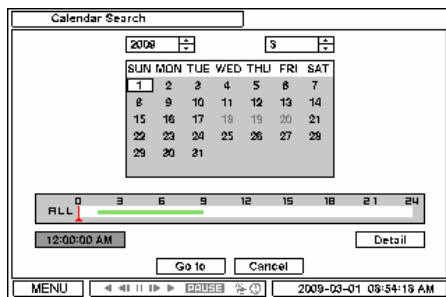 Calendar Search
2009 3
SUN MON TUE WED THU FRI SAT
1 2 3 4 5 6 7
8 9 10 11 12 13 14
15 16 17 18 19 20 21
22 23 24 25 26 27 28
29 30 31
0 3 6 9 12 15 18 21 24
ALL
12:00:00 AM Detail
Go to Cancel
MENU PAUSE 2009-03-01 08:54:18 AM